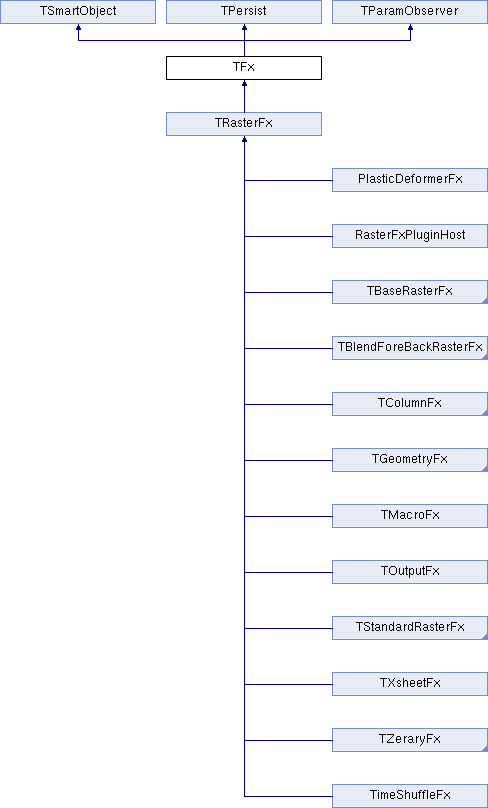 TSmartObject
TPersist
TParamObserver
TFx
TRasterFx
PlasticDeformerFx
RasterFxPluginHost
TBaseRasterFx
TBlendForeBackRasterFx
TColumnFx
TGeometryFx
TMacroFx
TOutputFx
TStandardRasterFx
TXsheetFx
TZeraryFx
TimeShuffleFx